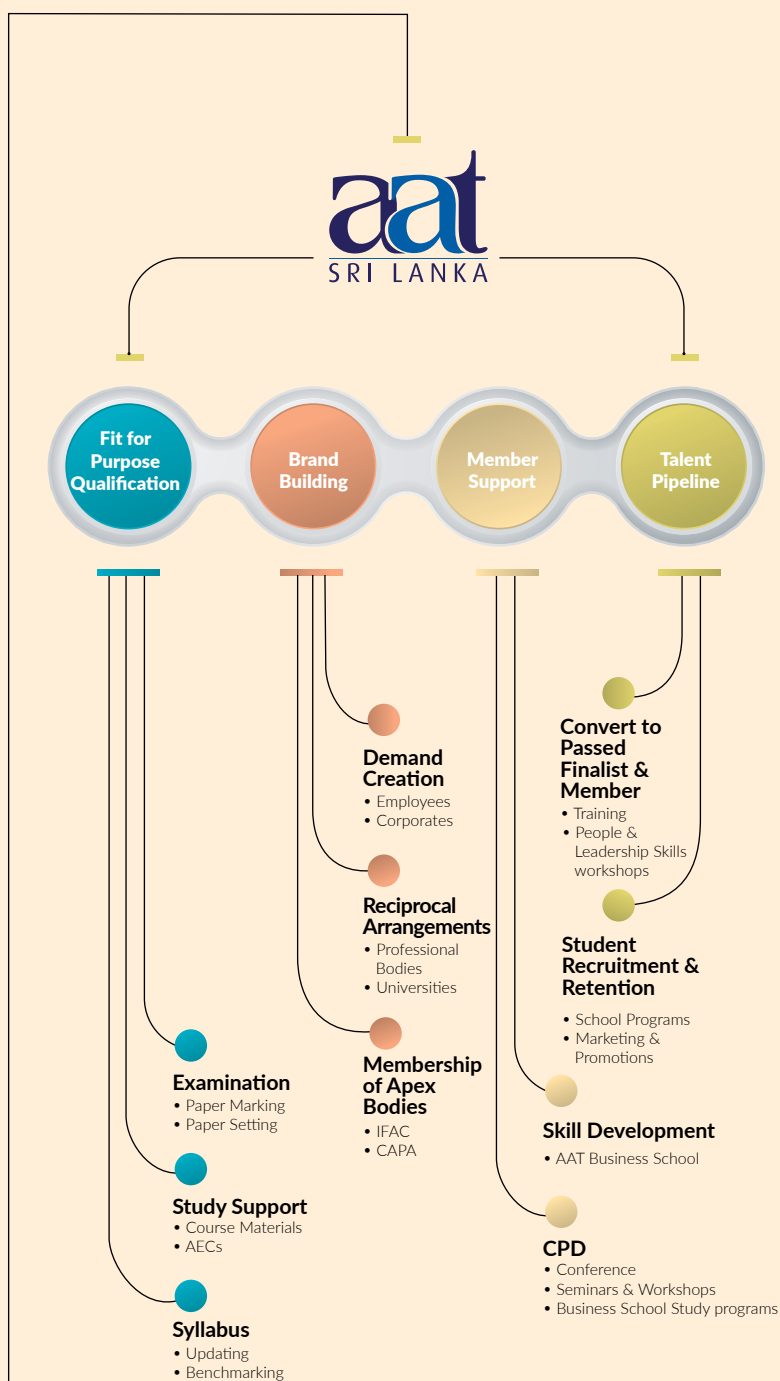 aat
SRI LANKA
Fit for
Purpose
Qualification
Brand
Building
Member
Support
Talent
Pipeline
Examination
• Paper Marking
• Paper Setting
Study Support
• Course Materials
• AECs
Syllabus
• Updating
• Benchmarking
Demand
Creation
• Employees
• Corporates
Reciprocal
Arrangements
• Professional
Bodies
• Universities
Membership
of Apex
Bodies
• IFAC
• CAPA
Skill Development
• AAT Business School
CPD
• Conference
• Seminars & Workshops
• Business School Study programs
Convert to
Passed
Finalist &
Member
• Training
• People &
Leadership Skills
workshops
Student
Recruitment &
Retention
• School Programs
• Marketing &
Promotions